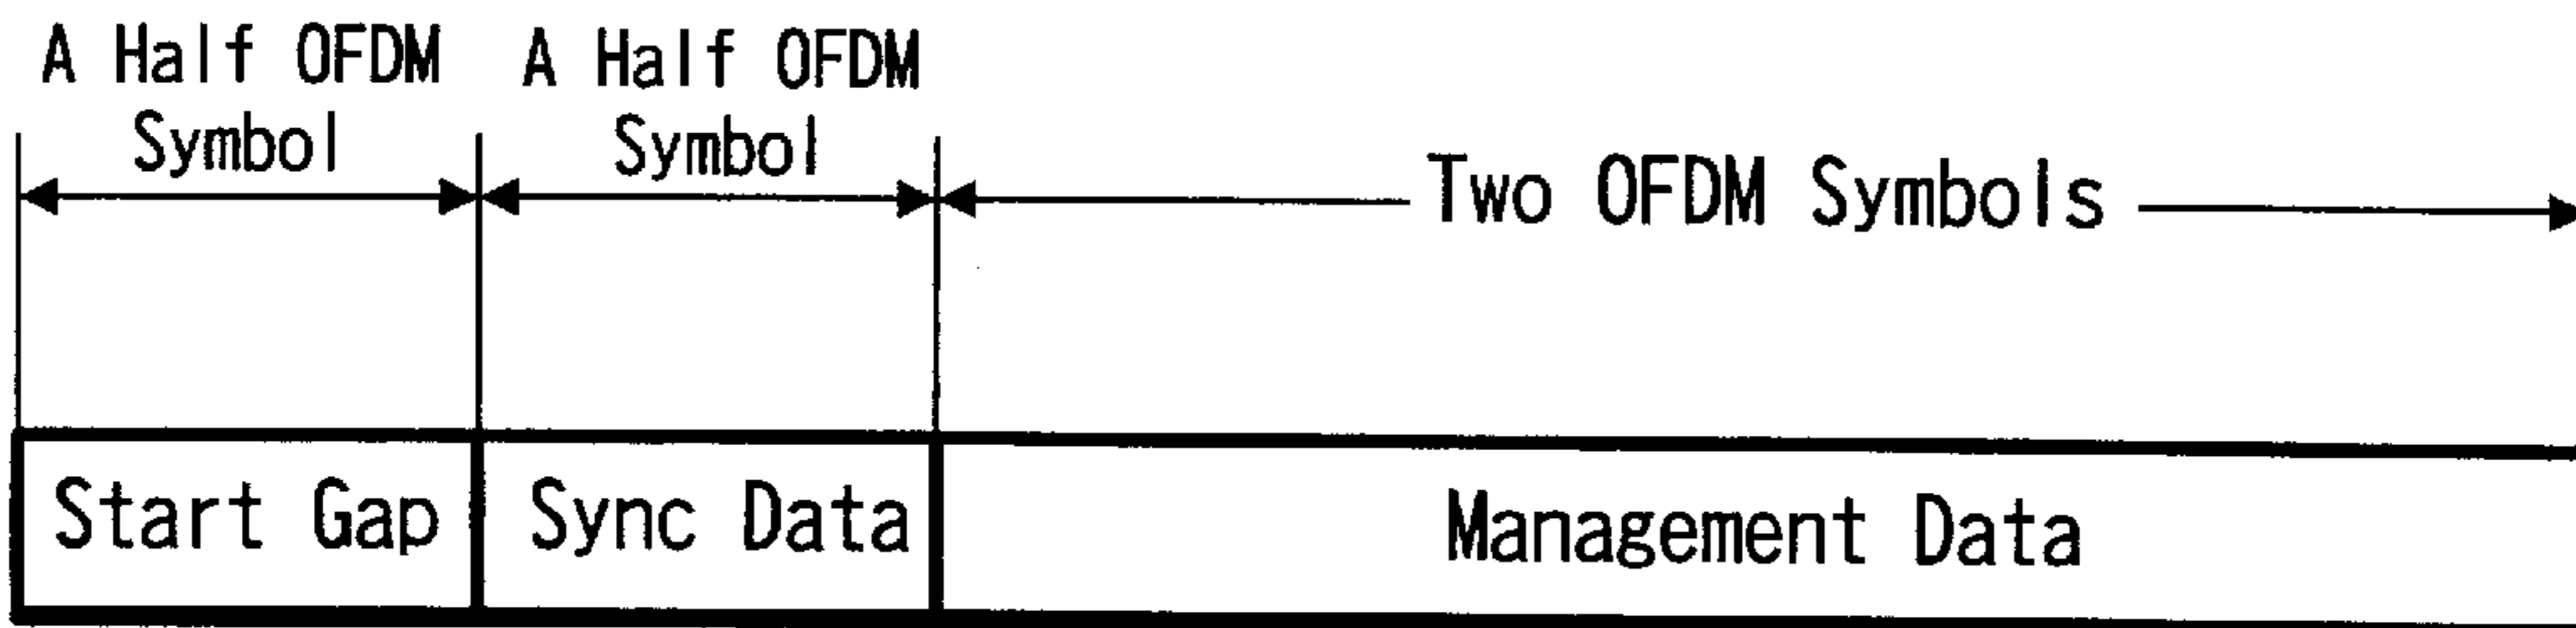 A Half OFDM
Symbol
A Half OFDM
Symbol
Two OFDM Symbols
Start Gap
Sync Data
Management Data